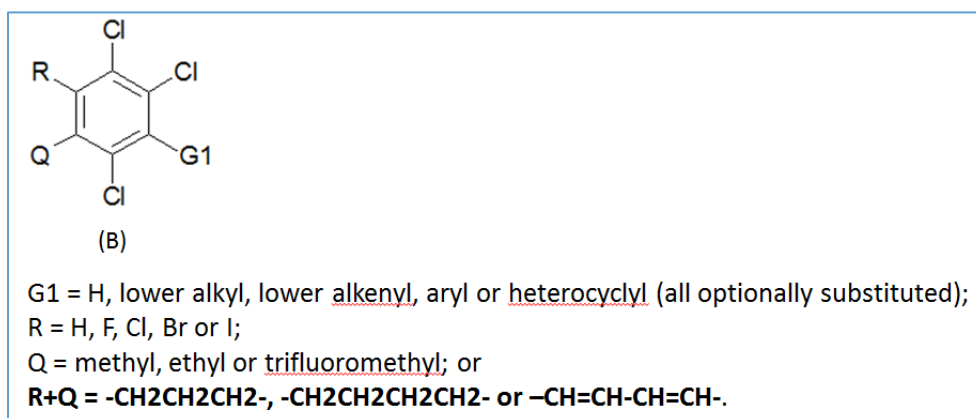 Cl
R
Cl
Q
G1
Cl
(B)
G1 = H, lower alkyl, lower alkenyl, aryl or heterocyclyl (all optionally substituted);
R = H, F, Cl, Br or I;
Q = methyl, ethyl or trifluoromethyl; or
R+Q = -CH2CH2CH2-, -CH2CH2CH2CH2- or –CH=CH-CH=CH-.